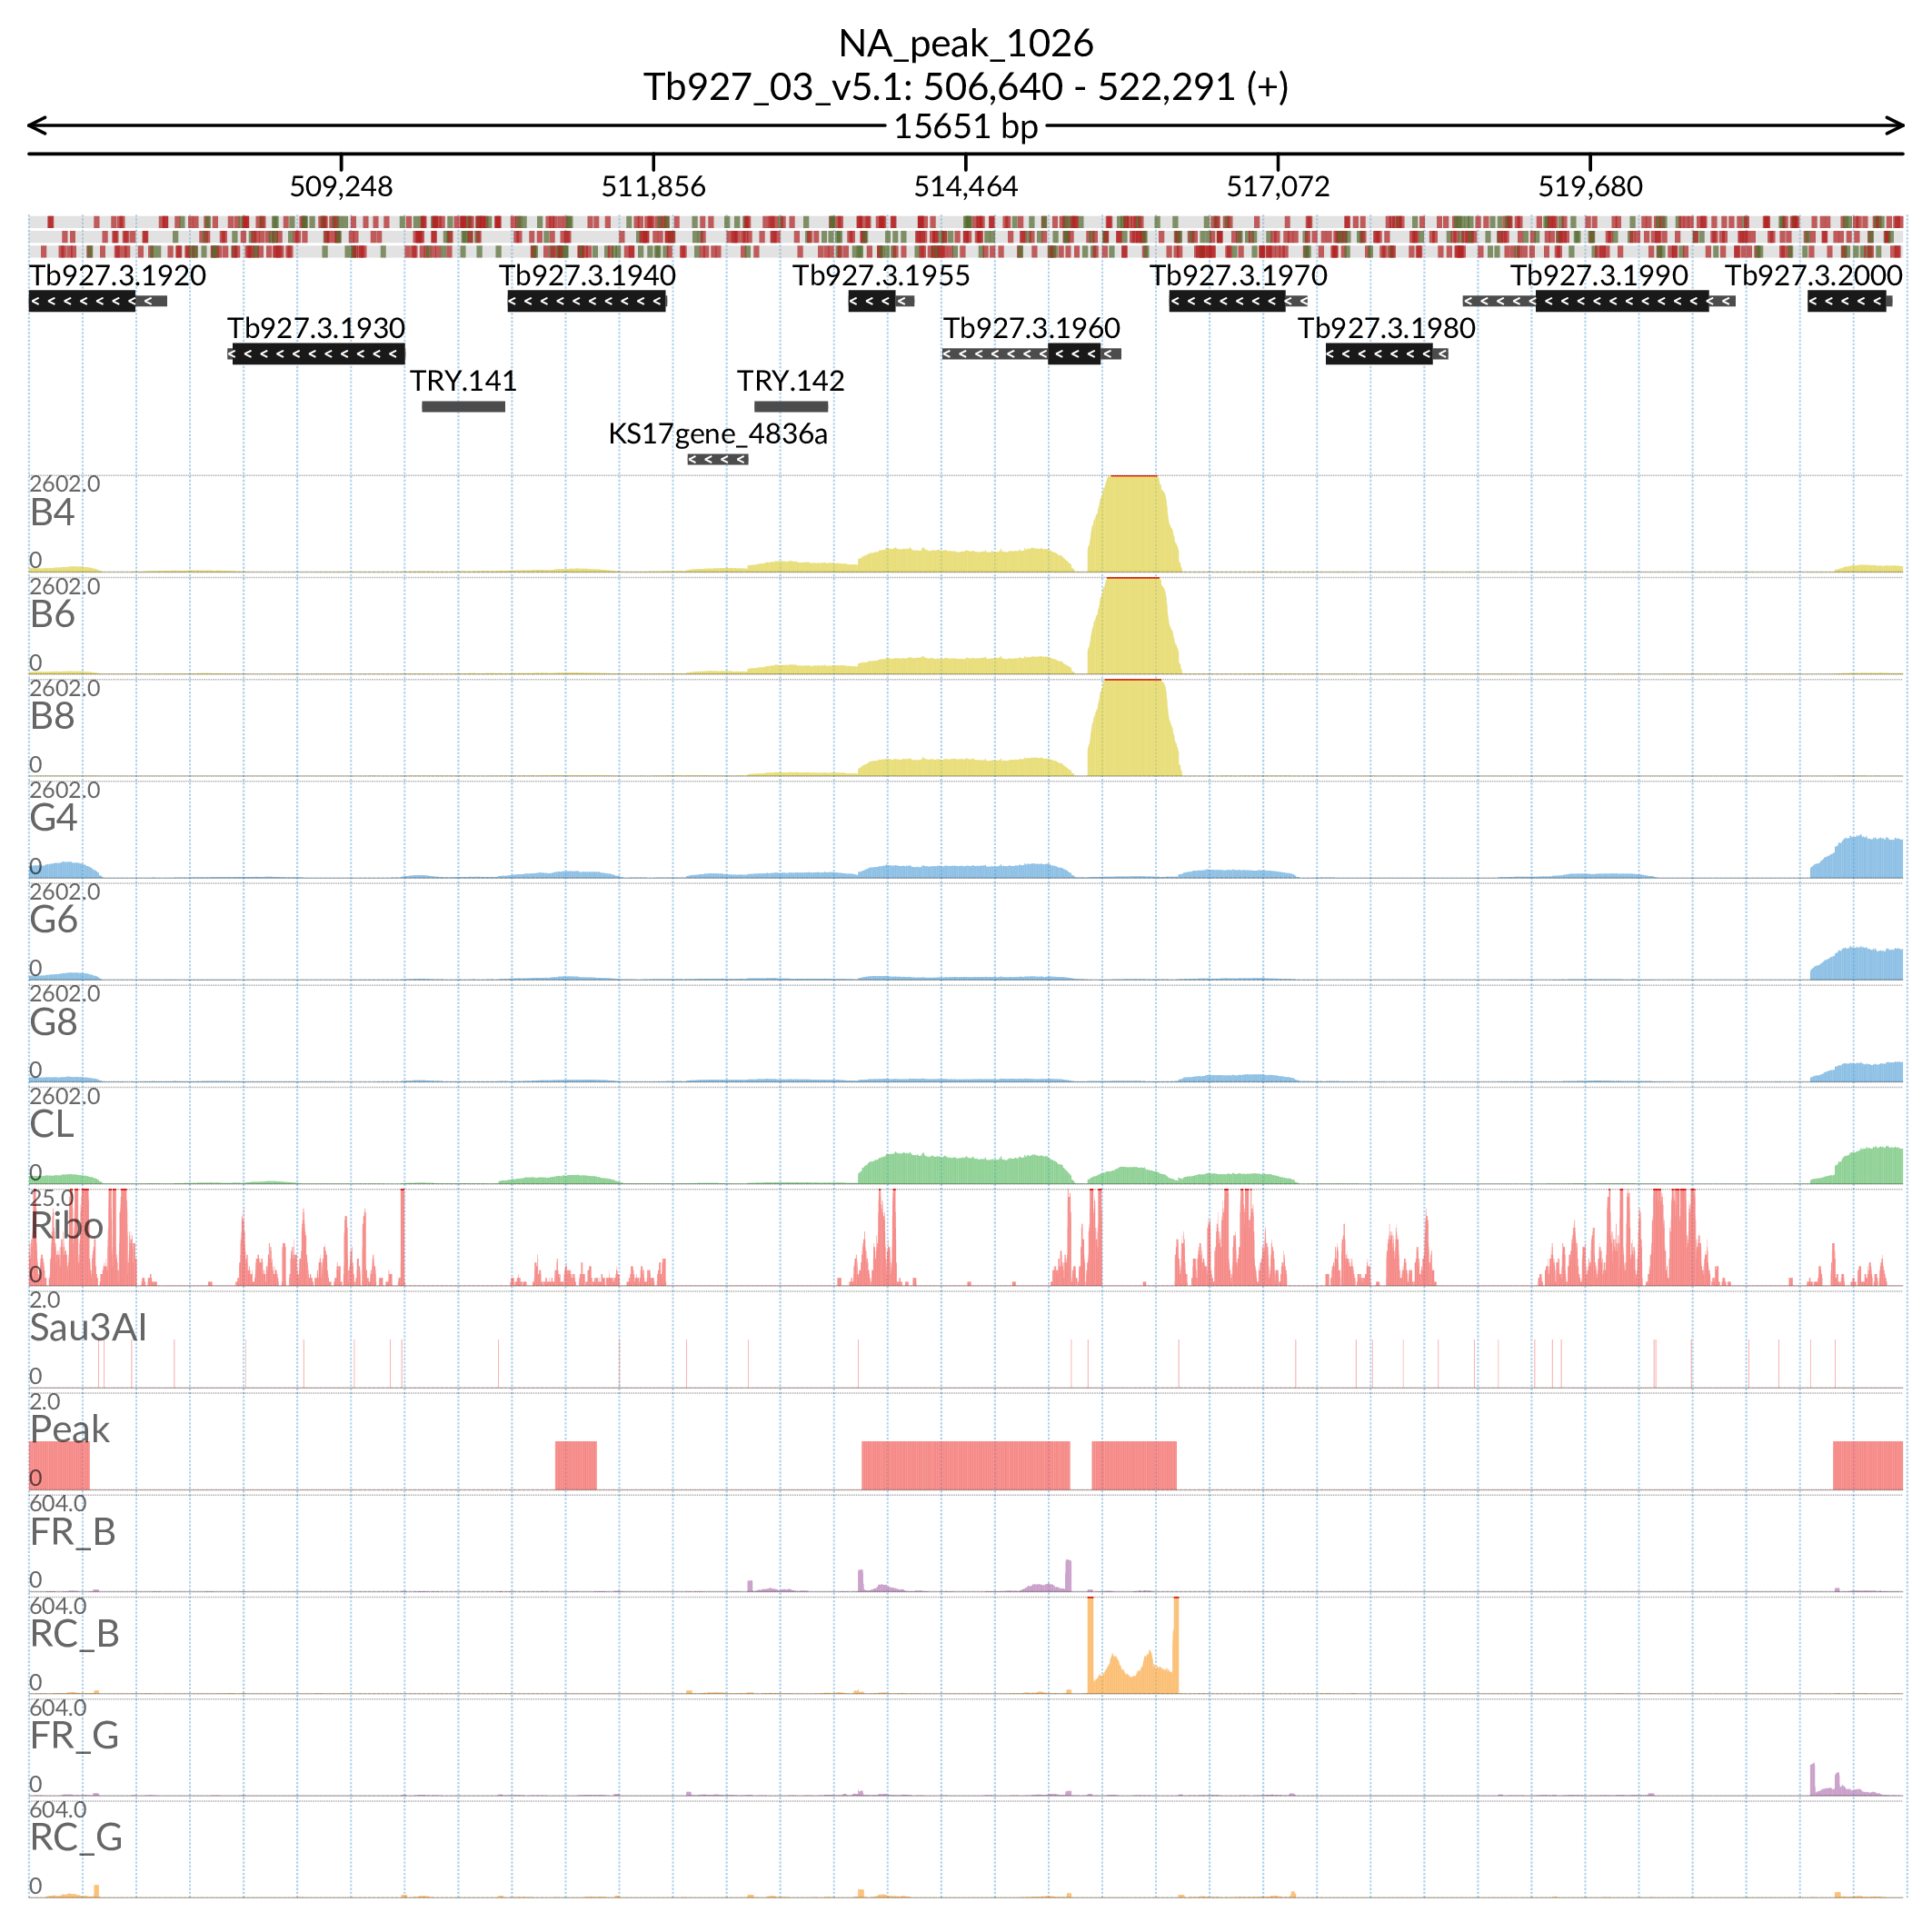 NA_peak_1026
Tb927_03_v5.1: 506,640 - 522,291 (+)
15651 bp
509,248 511,856 514,464 517,072 519,680
Tb927.3.1920 Tb927.3.1940 Tb927.3.1955 Tb927.3.1970 Tb927.3.1990 Tb927.3.2000
Tb927.3.1930 Tb927.3.1960 Tb927.3.1980
TRY.141 TRY.142
KS17gene_4836a
2602.0
B4
0
2602.0
B6
0
2602.0
B8
0
2602.0
G4
0
2602.0
G6
0
2602.0
G8
0
2602.0
CL
0
25.0
Ribo
0
2.0
Sau3AI
0
2.0
Peak
0
604.0
FR_B
0
604.0
RC_B
0
604.0
FR_G
0
604.0
RC_G
0